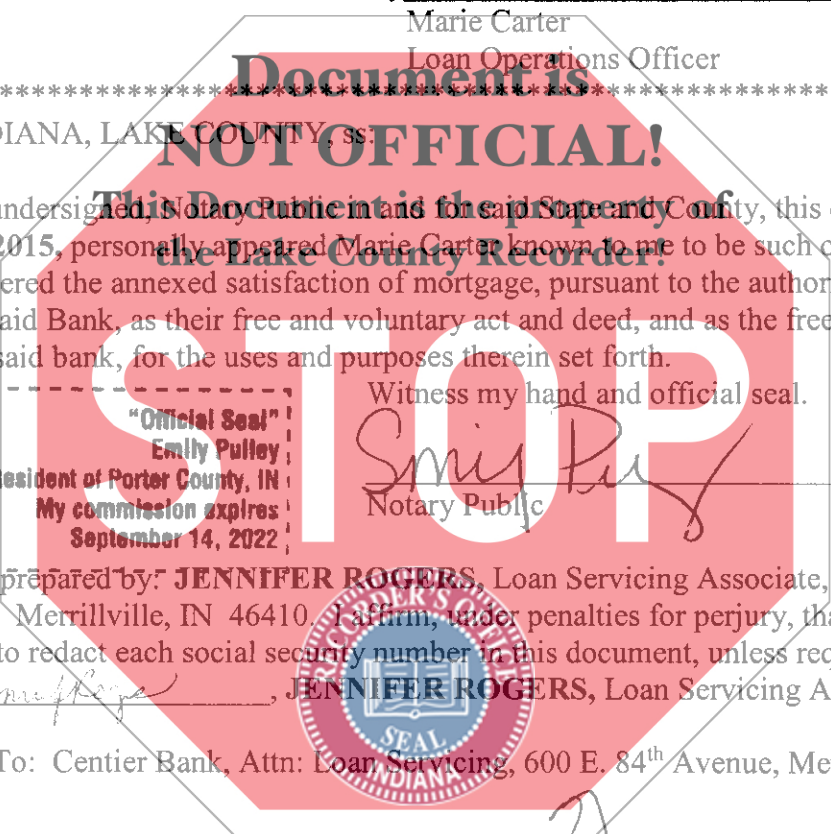 Marie Carter
Loan Operations Officer
Document is
********************************************************
DIANA, LAKE COUNTY, ss:
NOT OFFICIAL!
undersigned, Notary Public in and for said State and County, this
This Document is the property of
2015, personally appeared Marie Carter known to me to be such
the Lake County Recorder!
ered the annexed satisfaction of mortgage, pursuant to the author
aid Bank, as their free and voluntary act and deed, and as the free
said bank, for the uses and purposes therein set forth.
STOP
Witness my hand and official seal.
"Official Seal"
Emily Pulley
Resident of Porter County, IN
My commission expires
September 14, 2022
Notary Public
prepared by: JENNIFER ROGERS, Loan Servicing Associate,
Merrillville, IN 46410. I affirm, under penalties for perjury, tha
to redact each social security number in this document, unless req
, JENNIFER ROGERS, Loan Servicing A
RECORDER'S OFFICE
SEAL
INDIANA
To: Centier Bank, Attn: Loan Servicing, 600 E. 84th Avenue, Me